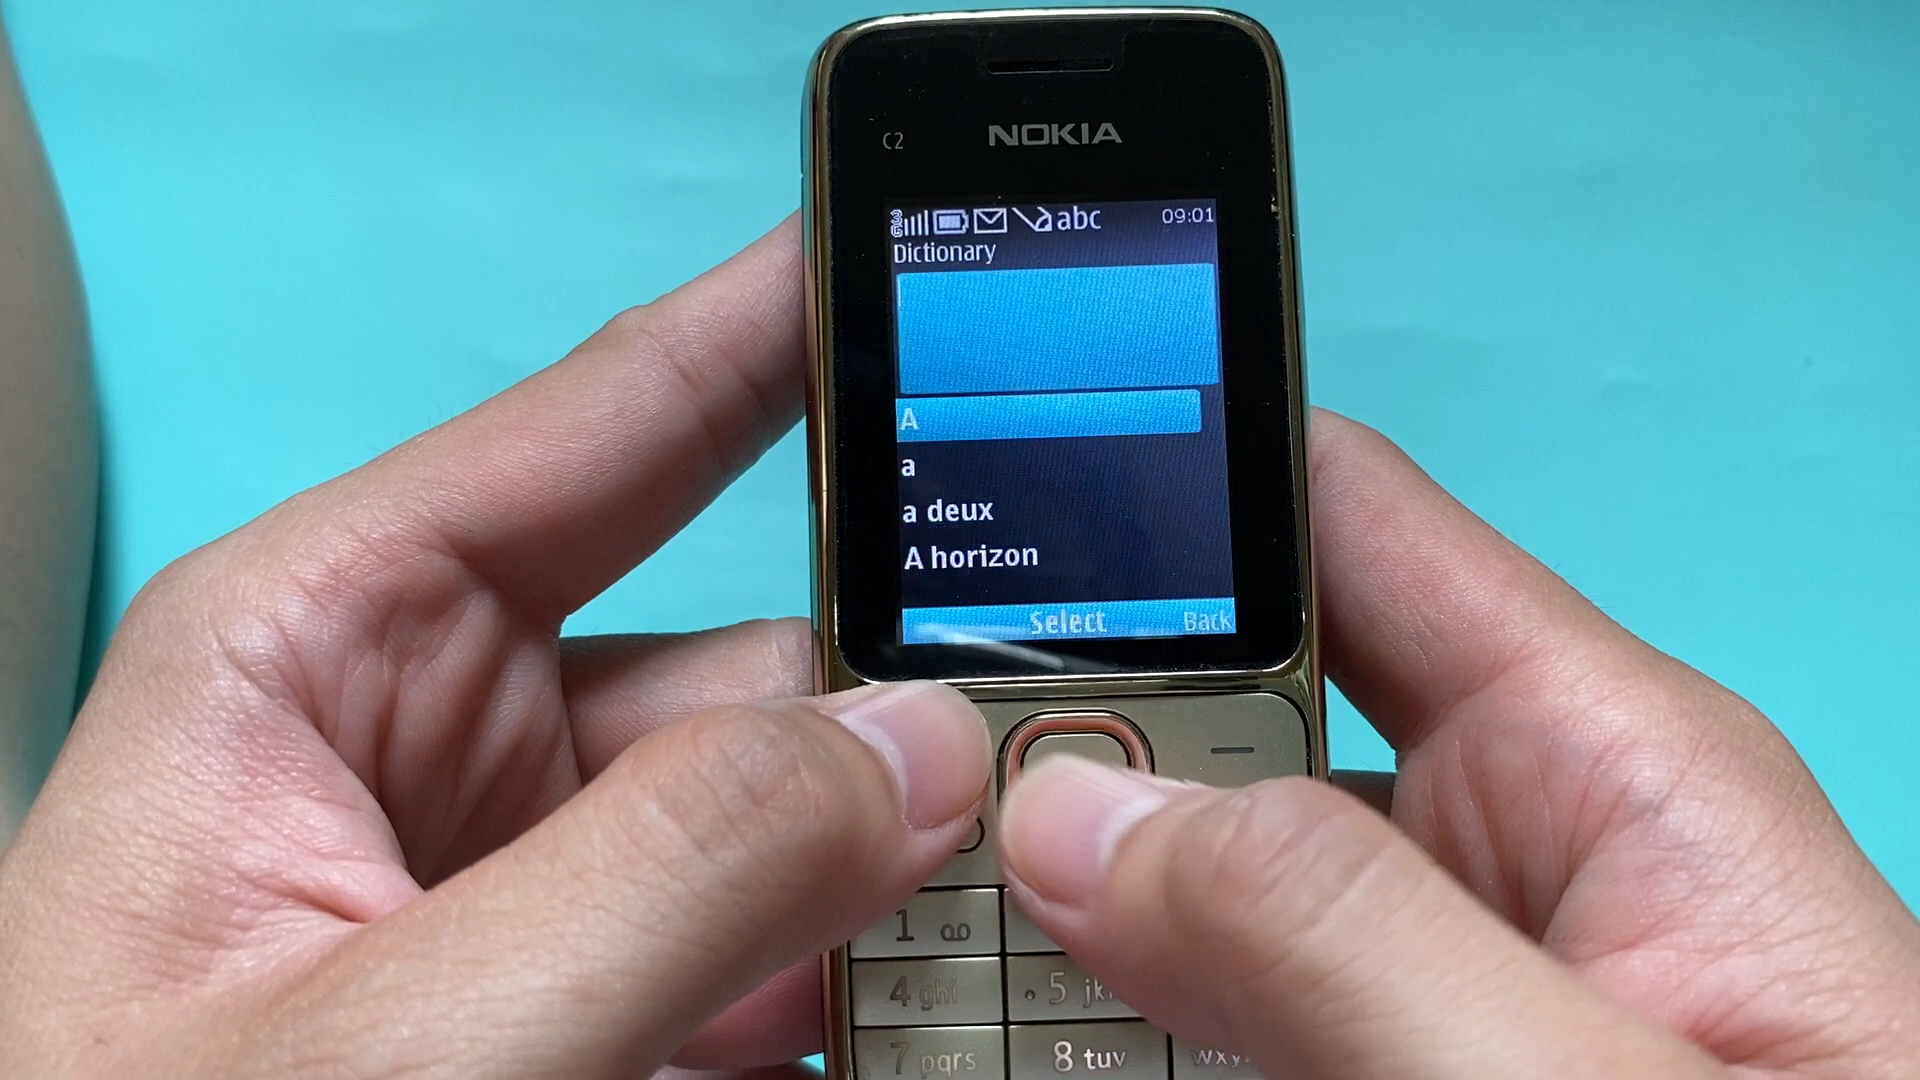 C2
NOKIA
abc 09:01
Dictionary
A
a
a deux
A horizon
Select Back
1
4 ghi 5
7 pqrs 8 tuv